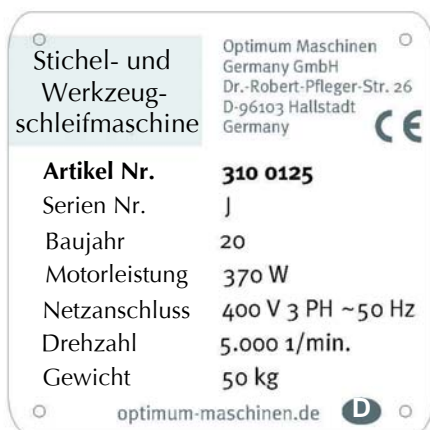 Stichel- und
Werkzeug-
schleifmaschine
Optimum Maschinen
Germany GmbH
Dr.-Robert-Pfleger-Str. 26
D-96103 Hallstadt
Germany
CE
Artikel Nr. 310 0125
Serien Nr. J
Baujahr 20
Motorleistung 370 W
Netzanschluss 400 V 3 PH ~50 Hz
Drehzahl 5.000 1/min.
Gewicht 50 kg
optimum-maschinen.de D